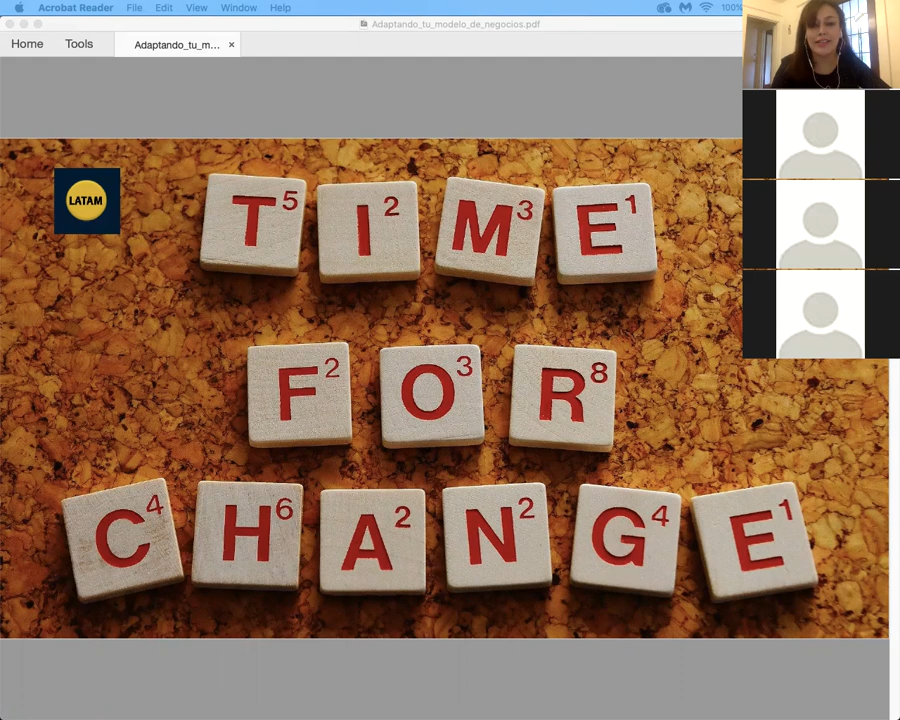 Acrobat Reader File Edit View Window Help 100%
Adaptando_tu_modelo_de_negocios.pdf
Home Tools Adaptando_tu_m... ×
LATAM
T5 I2 M3 E1
F2 O3 R8
C4 H6 A2 N2 G4 E1